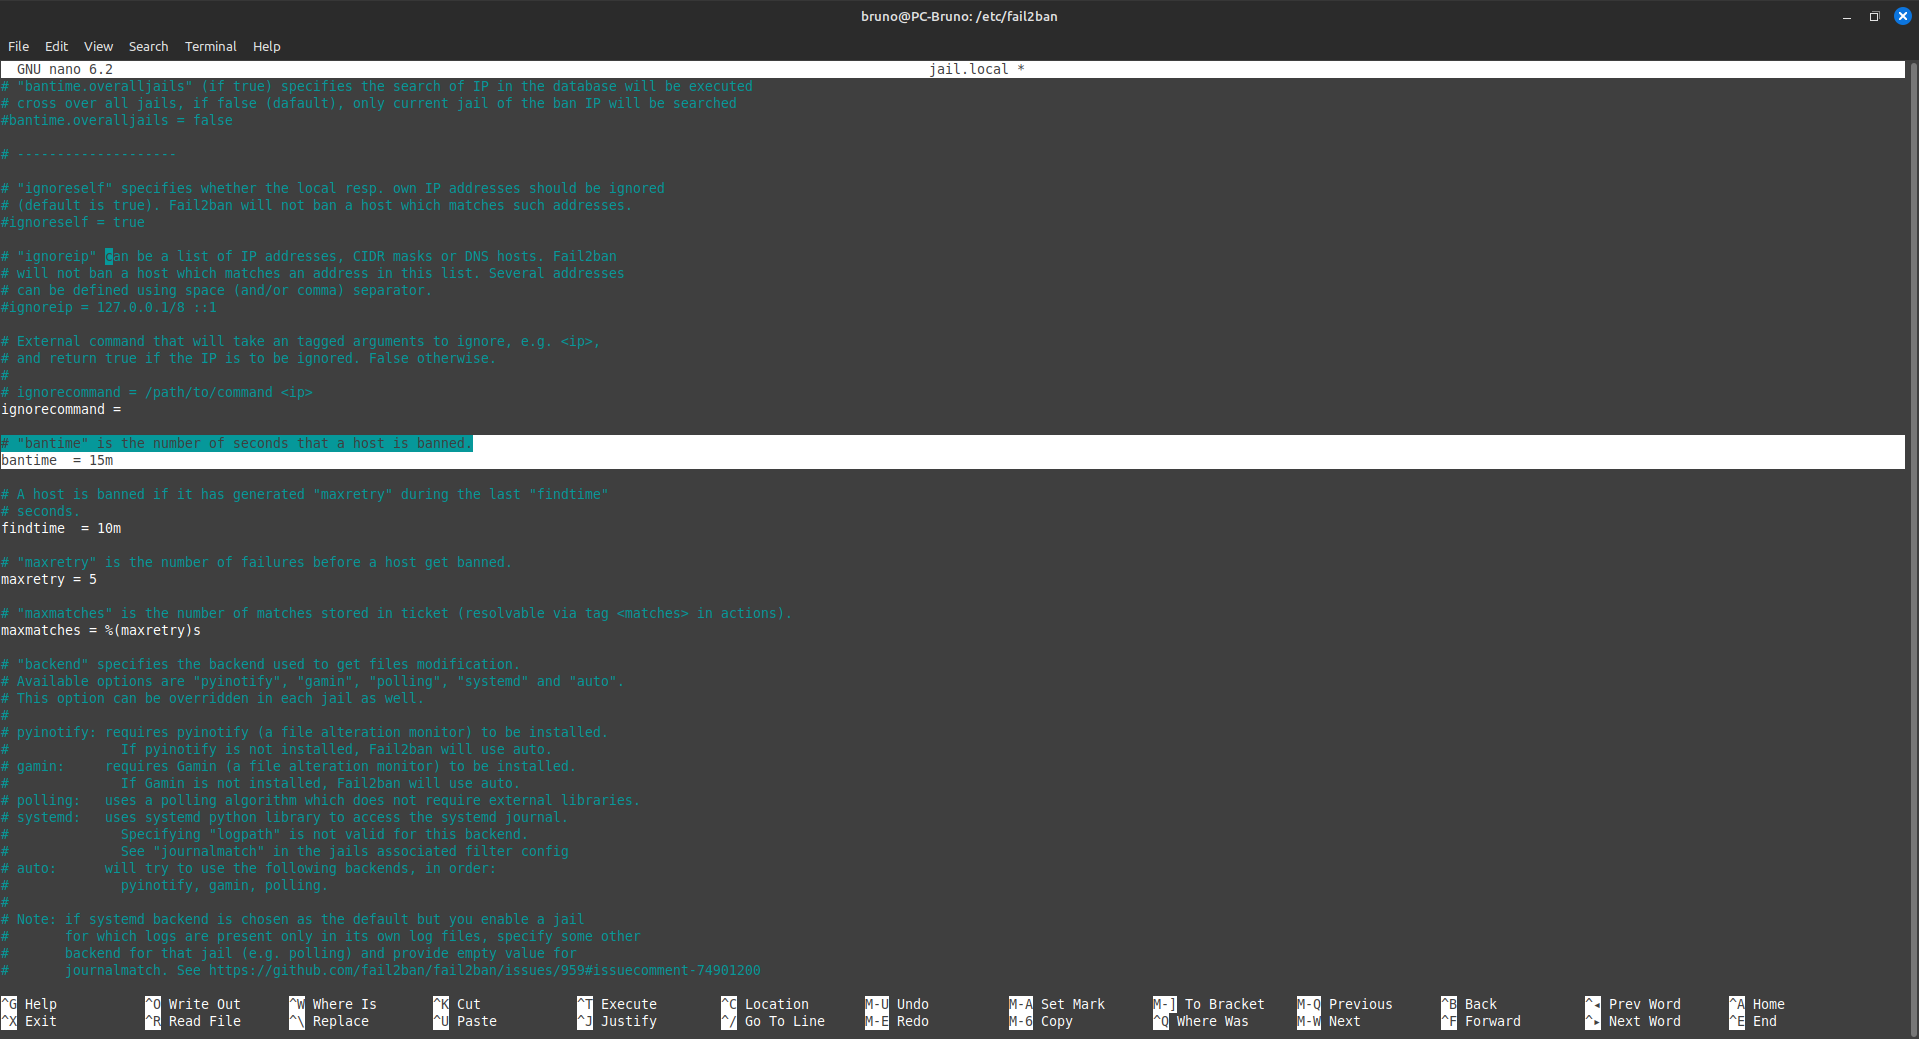 bruno@PC-Bruno: /etc/fail2ban
File Edit View Search Terminal Help
GNU nano 6.2 jail.local *
# "bantime.overalljails" (if true) specifies the search of IP in the database will be executed
# cross over all jails, if false (dafault), only current jail of the ban IP will be searched
#bantime.overalljails = false
# --------------------
# "ignoreself" specifies whether the local resp. own IP addresses should be ignored
# (default is true). Fail2ban will not ban a host which matches such addresses.
#ignoreself = true
# "ignoreip" can be a list of IP addresses, CIDR masks or DNS hosts. Fail2ban
# will not ban a host which matches an address in this list. Several addresses
# can be defined using space (and/or comma) separator.
#ignoreip = 127.0.0.1/8 ::1
# External command that will take an tagged arguments to ignore, e.g. <ip>,
# and return true if the IP is to be ignored. False otherwise.
#
# ignorecommand = /path/to/command <ip>
ignorecommand =
# "bantime" is the number of seconds that a host is banned.
bantime  = 15m
# A host is banned if it has generated "maxretry" during the last "findtime"
# seconds.
findtime  = 10m
# "maxretry" is the number of failures before a host get banned.
maxretry = 5
# "maxmatches" is the number of matches stored in ticket (resolvable via tag <matches> in actions).
maxmatches = %(maxretry)s
# "backend" specifies the backend used to get files modification.
# Available options are "pyinotify", "gamin", "polling", "systemd" and "auto".
# This option can be overridden in each jail as well.
#
# pyinotify: requires pyinotify (a file alteration monitor) to be installed.
#              If pyinotify is not installed, Fail2ban will use auto.
# gamin:     requires Gamin (a file alteration monitor) to be installed.
#              If Gamin is not installed, Fail2ban will use auto.
# polling:   uses a polling algorithm which does not require external libraries.
# systemd:   uses systemd python library to access the systemd journal.
#              Specifying "logpath" is not valid for this backend.
#              See "journalmatch" in the jails associated filter config
# auto:      will try to use the following backends, in order:
#              pyinotify, gamin, polling.
#
# Note: if systemd backend is chosen as the default but you enable a jail
#       for which logs are present only in its own log files, specify some other
#       backend for that jail (e.g. polling) and provide empty value for
#       journalmatch. See https://github.com/fail2ban/fail2ban/issues/959#issuecomment-74901200
^G Help ^O Write Out ^W Where Is ^K Cut ^T Execute ^C Location M-U Undo M-A Set Mark M-] To Bracket M-Q Previous ^B Back ^◂ Prev Word ^A Home
^X Exit ^R Read File ^\ Replace ^U Paste ^J Justify ^/ Go To Line M-E Redo M-6 Copy ^Q Where Was M-W Next ^F Forward ^▸ Next Word ^E End